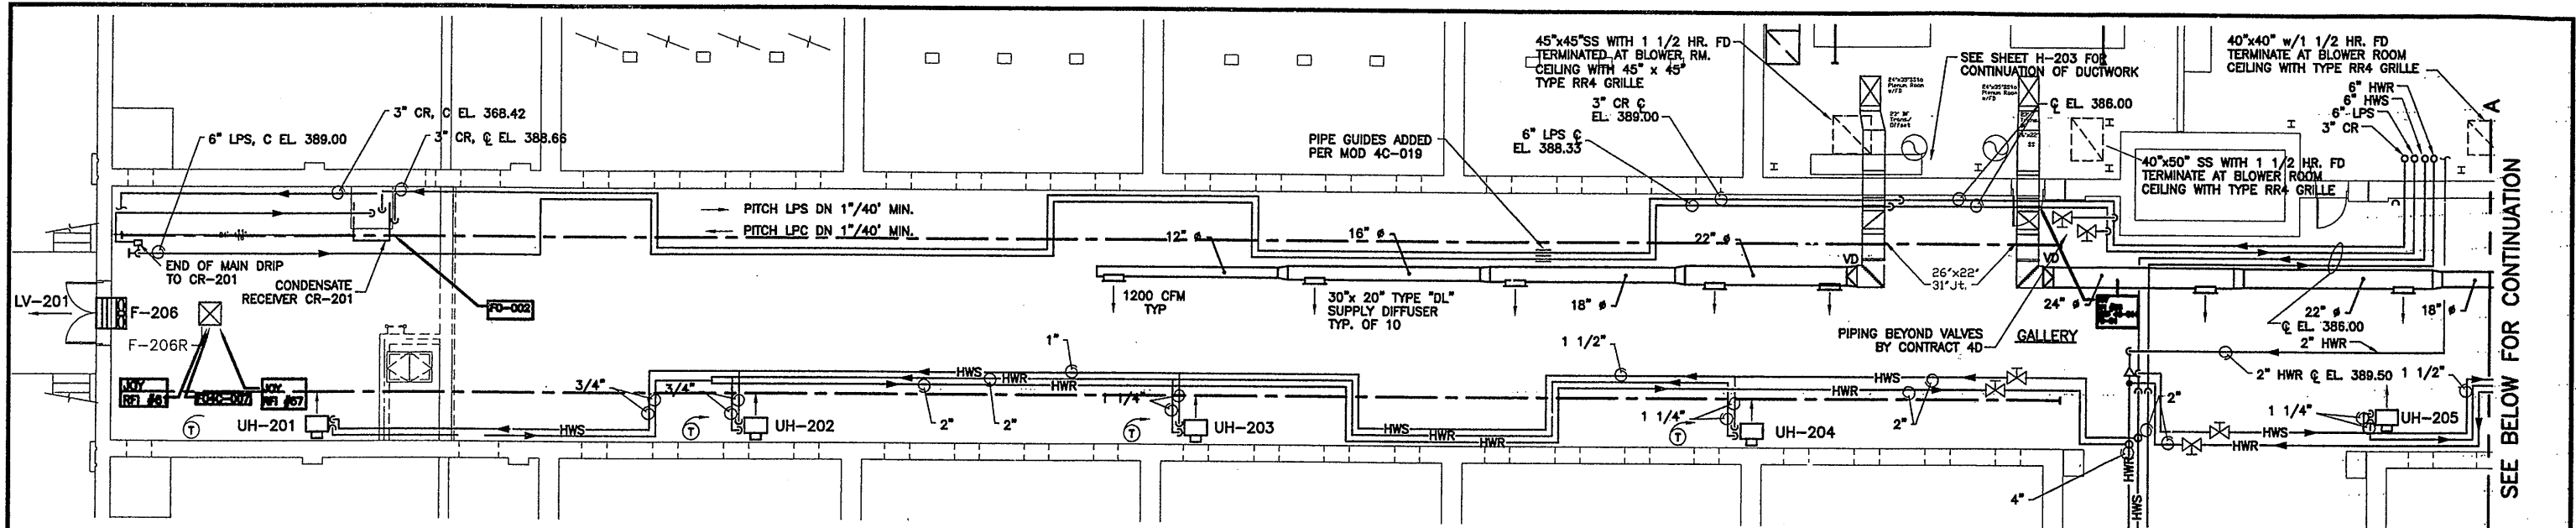 45"x45"SS WITH 1 1/2 HR. FD
TERMINATED AT BLOWER RM.
CEILING WITH 45" x 45"
TYPE RR4 GRILLE
SEE SHEET H-203 FOR
CONTINUATION OF DUCTWORK
40"x40" w/1 1/2 HR. FD
TERMINATE AT BLOWER ROOM
CEILING WITH TYPE RR4 GRILLE
6" HWR
6" HWS
6" LPS
3" CR
A
3" CR, C EL. 368.42
3" CR, ℄ EL. 388.66
6" LPS, C EL. 389.00
3" CR ℄
EL. 389.00
6" LPS ℄
EL. 388.33
PIPE GUIDES ADDED
PER MOD 4C-019
℄ EL. 386.00
40"x50" SS WITH 1 1/2 HR. FD
TERMINATE AT BLOWER ROOM
CEILING WITH TYPE RR4 GRILLE
PITCH LPS DN 1"/40' MIN.
PITCH LPC DN 1"/40' MIN.
12" ø
16" ø
22" ø
VD
VD
END OF MAIN DRIP
TO CR-201
CONDENSATE
RECEIVER CR-201
FO-002
LV-201
F-206
F-206R
1200 CFM
TYP
30"x 20" TYPE "DL"
SUPPLY DIFFUSER
TYP. OF 10
18" ø
26"x22"
31"Jt.
24" ø
22" ø
18" ø
℄ EL. 386.00
PIPING BEYOND VALVES
BY CONTRACT 4D
GALLERY
2" HWR
2" HWR ℄ EL. 389.50
1 1/2"
SEE BELOW FOR CONTINUATION
JOY
RFI #61
F04C-007
JOY
RFI #67
3/4"
3/4"
1"
HWS
HWR
HWR
2"
2"
1 1/4"
1 1/2"
HWS
HWR
2"
1 1/4"
2"
1 1/4"
T
UH-201
T
UH-202
T
UH-203
T
UH-204
UH-205
HWS
HWS
HWR
HWR
HWS
HWR
4"
HWR
HWS